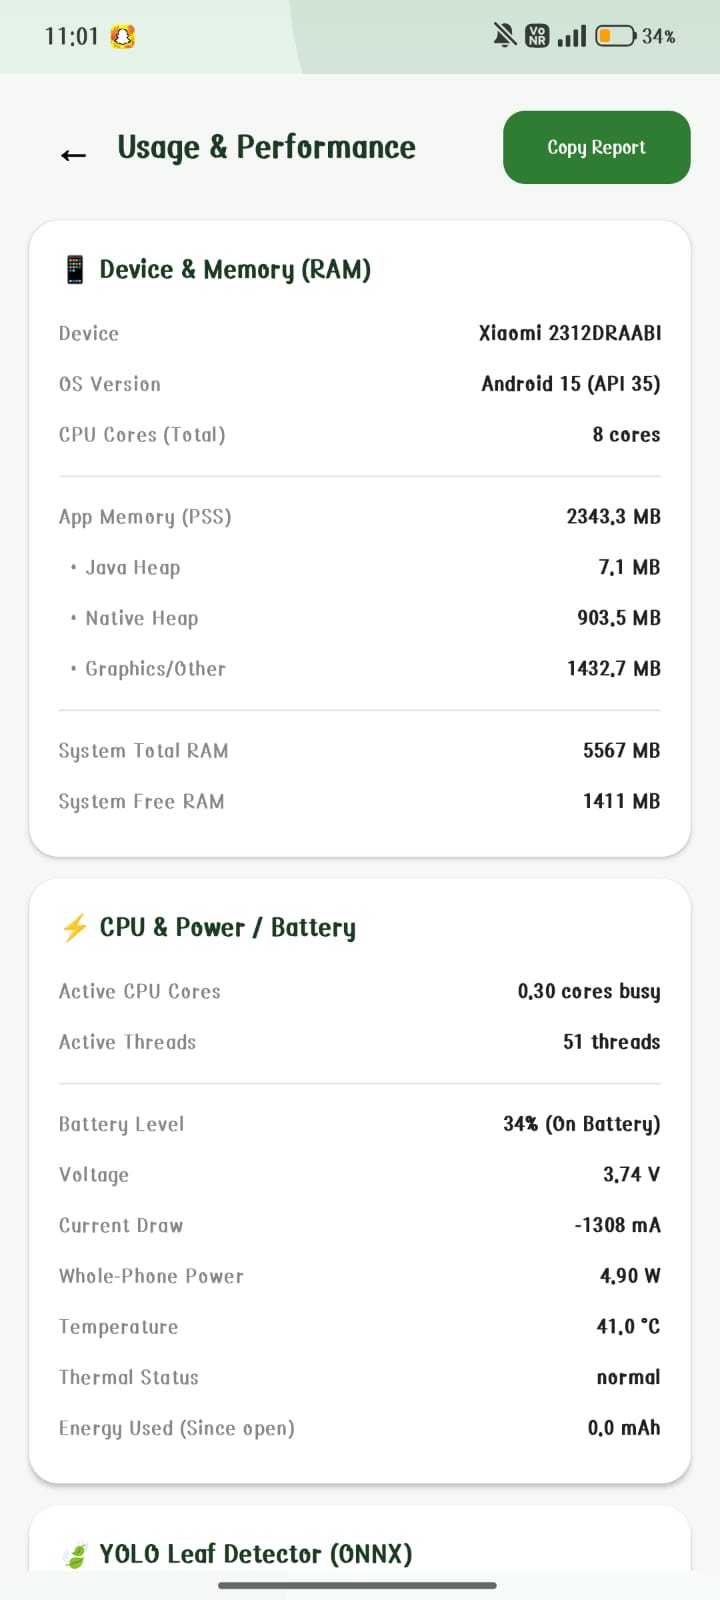 11:01
VO NR
34%
← Usage & Performance
Copy Report
Device & Memory (RAM)
Device Xiaomi 2312DRAABI
OS Version Android 15 (API 35)
CPU Cores (Total) 8 cores
App Memory (PSS) 2343.3 MB
• Java Heap 7.1 MB
• Native Heap 903.5 MB
• Graphics/Other 1432.7 MB
System Total RAM 5567 MB
System Free RAM 1411 MB
⚡ CPU & Power / Battery
Active CPU Cores 0.30 cores busy
Active Threads 51 threads
Battery Level 34% (On Battery)
Voltage 3.74 V
Current Draw -1308 mA
Whole-Phone Power 4.90 W
Temperature 41.0 °C
Thermal Status normal
Energy Used (Since open) 0.0 mAh
YOLO Leaf Detector (ONNX)